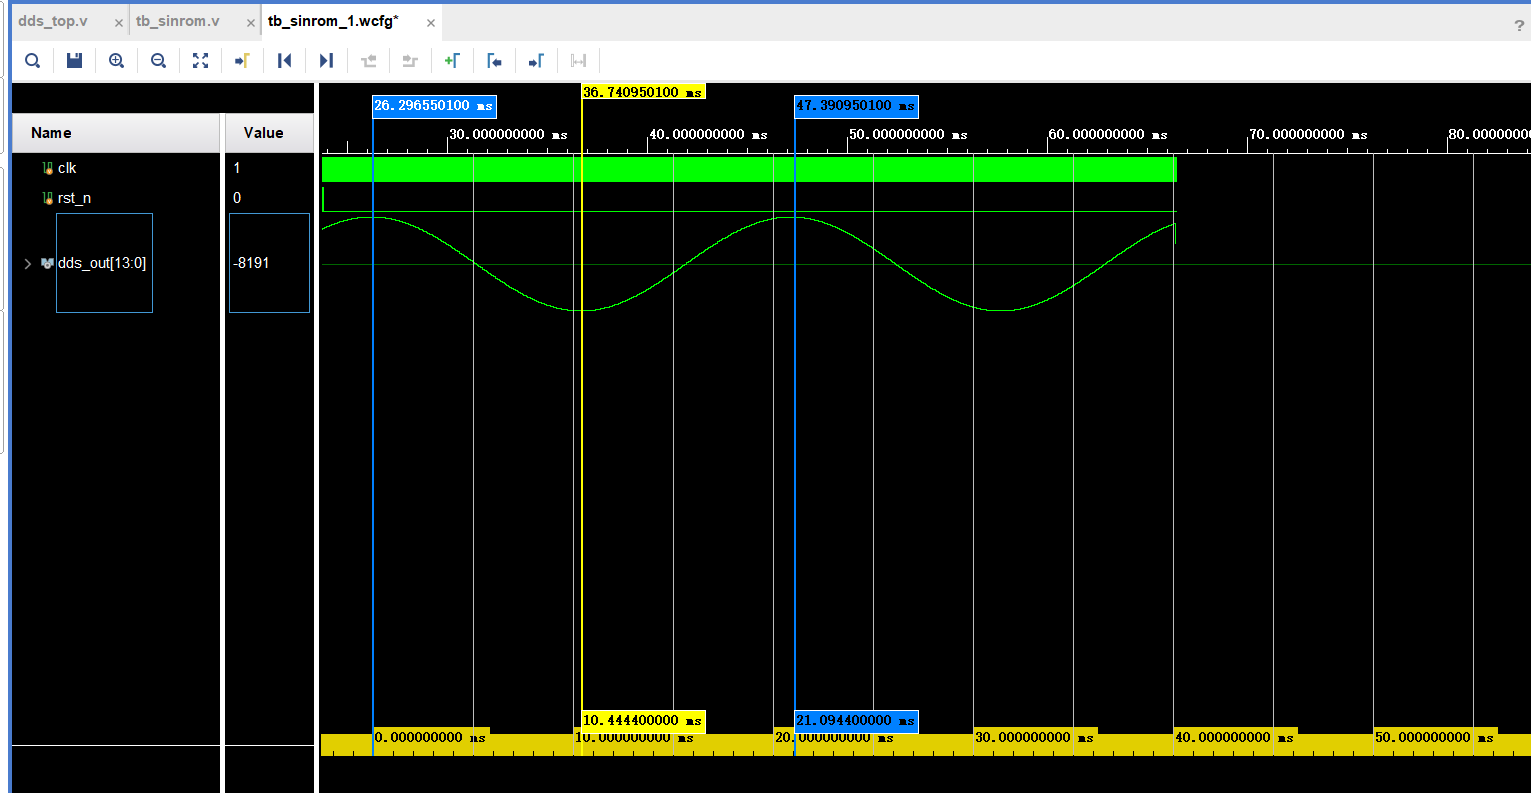 dds_top.v × tb_sinrom.v × tb_sinrom_1.wcfg* ×
?
36.740950100 ms
26.296550100 ms 47.390950100 ms
Name Value
30.000000000 ms 40.000000000 ms 50.000000000 ms 60.000000000 ms 70.000000000 ms 80.0000000
clk 1
rst_n 0
dds_out[13:0] -8191
10.444400000 ms 21.094400000 ms
0.000000000 ms 10.000000000 ms 20.000000000 ms 30.000000000 ms 40.000000000 ms 50.000000000 ms